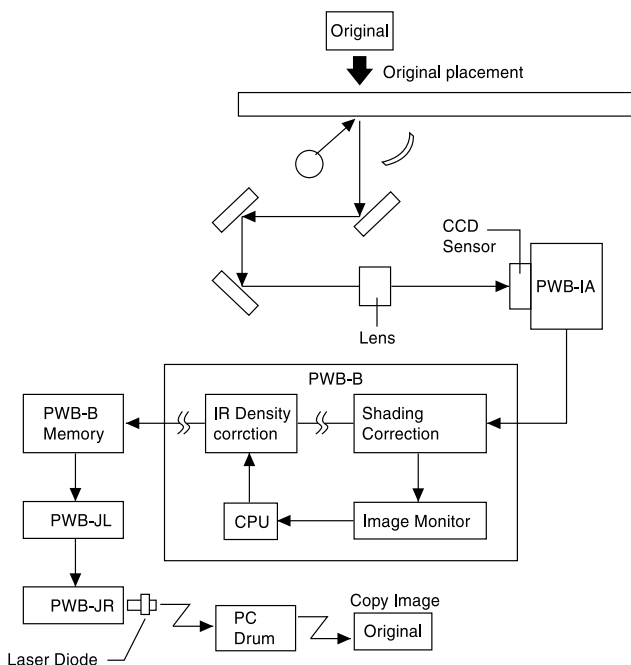 Original
Original placement
CCD
Sensor
PWB-IA
Lens
PWB-B
PWB-B
Memory
IR Density
corrction
Shading
Correction
PWB-JL
CPU
Image Monitor
PWB-JR
Laser Diode
PC
Drum
Copy Image
Original